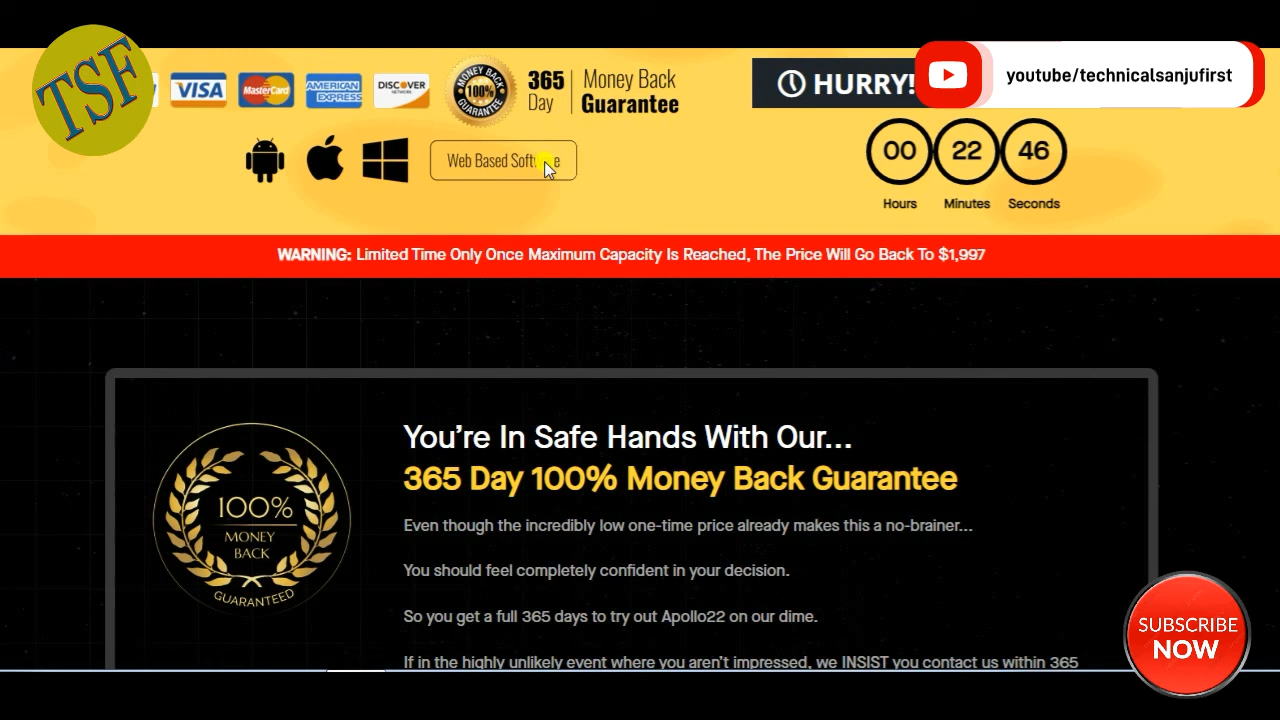 TSF
VISA
MasterCard
AMERICAN EXPRESS
DISCOVER
NETWORK
MONEY BACK
100%
GUARANTEE
365 Day
Money Back Guarantee
HURRY!
youtube/technicalsanjufirst
Web Based
00
22
46
Hours
Minutes
Seconds
WARNING: Limited Time Only Once Maximum Capacity Is Reached, The Price Will Go Back To $1,997
You’re In Safe Hands With Our...
365 Day 100% Money Back Guarantee
100%
MONEY
BACK
GUARANTEED
Even though the incredibly low one-time price already makes this a no-brainer...
You should feel completely confident in your decision.
So you get a full 365 days to try out Apollo22 on our dime.
If in the highly unlikely event where you aren’t impressed, we INSIST you contact us within 365
SUBSCRIBE
NOW